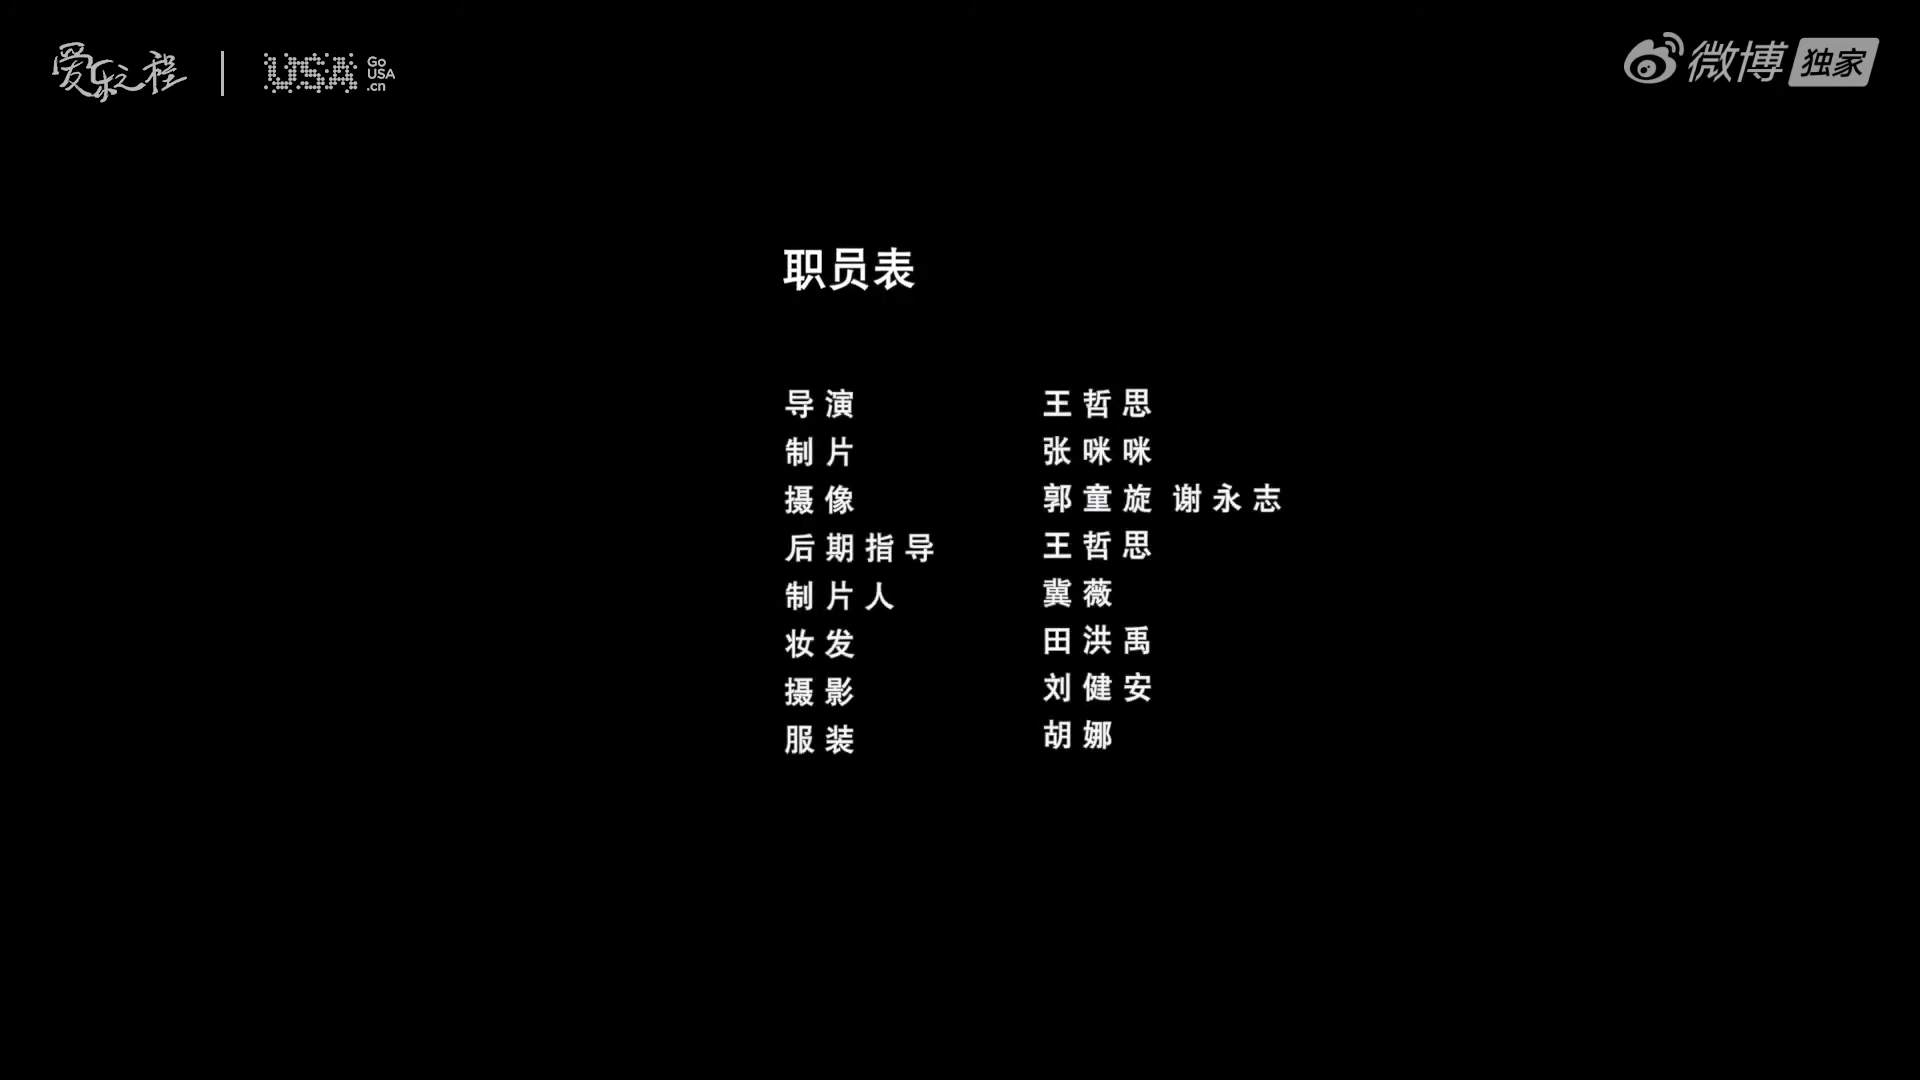 爱乐之程 USA Go USA .cn
微博 独家
职员表
导演 王哲思
制片 张咪咪
摄像 郭童旋 谢永志
后期指导 王哲思
制片人 冀薇
妆发 田洪禹
摄影 刘健安
服装 胡娜